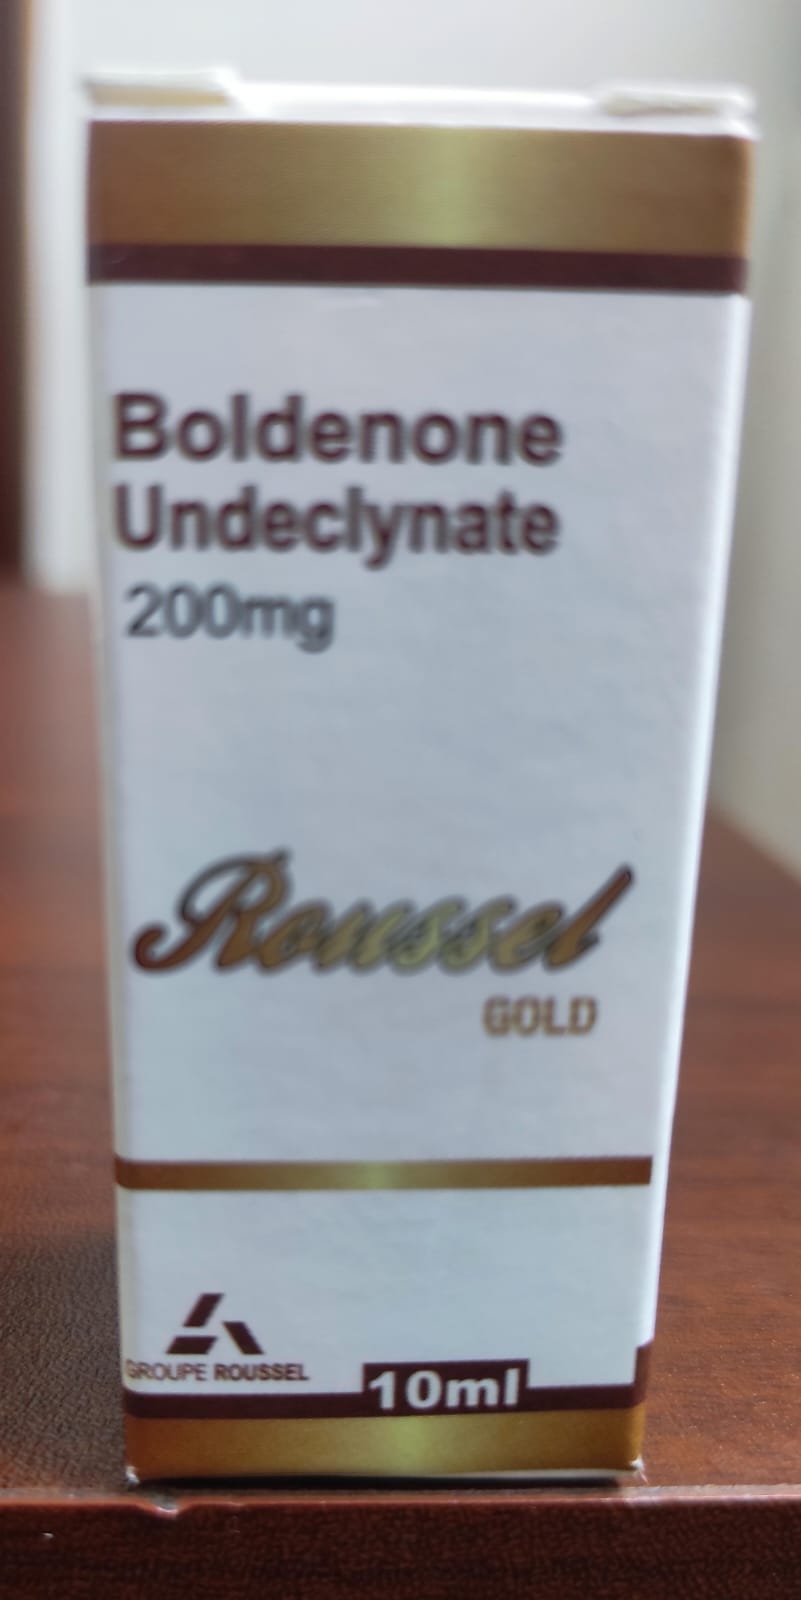 Boldenone
Undeclynate
200mg
Roussel
GOLD
GROUPE ROUSSEL
10ml